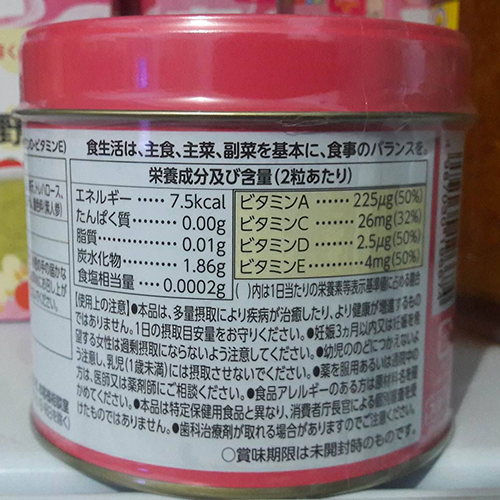 食生活は、主食、主菜、副菜を基本に、食事のバランスを。
栄養成分及び含量(2粒あたり)
エネルギー ····· 7.5kcal
たんぱく質 ····· 0.00g
脂質 ····· 0.01g
炭水化物 ····· 1.86g
食塩相当量 ····· 0.0002g
ビタミンA ····· 225μg(50%)
ビタミンC ····· 26mg(32%)
ビタミンD ····· 2.5μg(50%)
ビタミンE ····· 4mg(50%)
( )内は1日当たりの栄養素等表示基準値に占める割合
【使用上の注意】●本品は、多量摂取により疾病が治癒したり、より健康が増進するもの
ではありません。1日の摂取目安量をお守りください。●妊娠3ヵ月以内又は妊娠を希
望する女性は過剰摂取にならないよう注意してください。●幼児ののどにつかえないよ
う注意し、乳児(1歳未満)には摂取させないでください。●薬を服用あるいは通院中の
方は、医師又は薬剤師にご相談ください。●食品アレルギーのある方は原材料名を確
かめてください。●本品は特定保健用食品と異なり、消費者庁長官による個別審査を受
けたものではありません。●歯科治療剤が取れる場合がありますのでご注意ください。
○賞味期限は未開封時のものです。